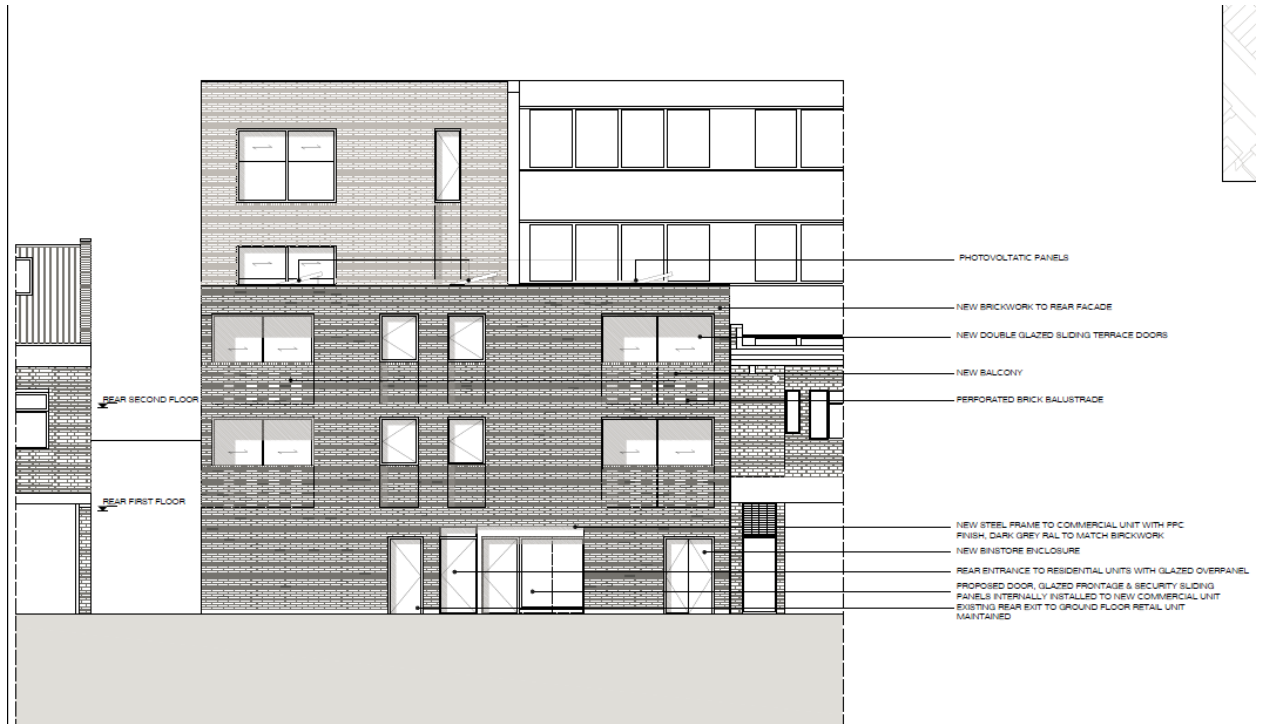 PHOTOVOLTATIC PANELS
NEW BRICKWORK TO REAR FACADE
NEW DOUBLE GLAZED SLIDING TERRACE DOORS
NEW BALCONY
PERFORATED BRICK BALUSTRADE
REAR SECOND FLOOR
REAR FIRST FLOOR
NEW STEEL FRAME TO COMMERCIAL UNIT WITH PPC
FINISH, DARK GREY RAL TO MATCH BIRCKWORK
NEW BINSTORE ENCLOSURE
REAR ENTRANCE TO RESIDENTIAL UNITS WITH GLAZED OVERPANEL
PROPOSED DOOR, GLAZED FRONTAGE & SECURITY SLIDING
PANELS INTERNALLY INSTALLED TO NEW COMMERCIAL UNIT
EXISTING REAR EXIT TO GROUND FLOOR RETAIL UNIT
MAINTAINED